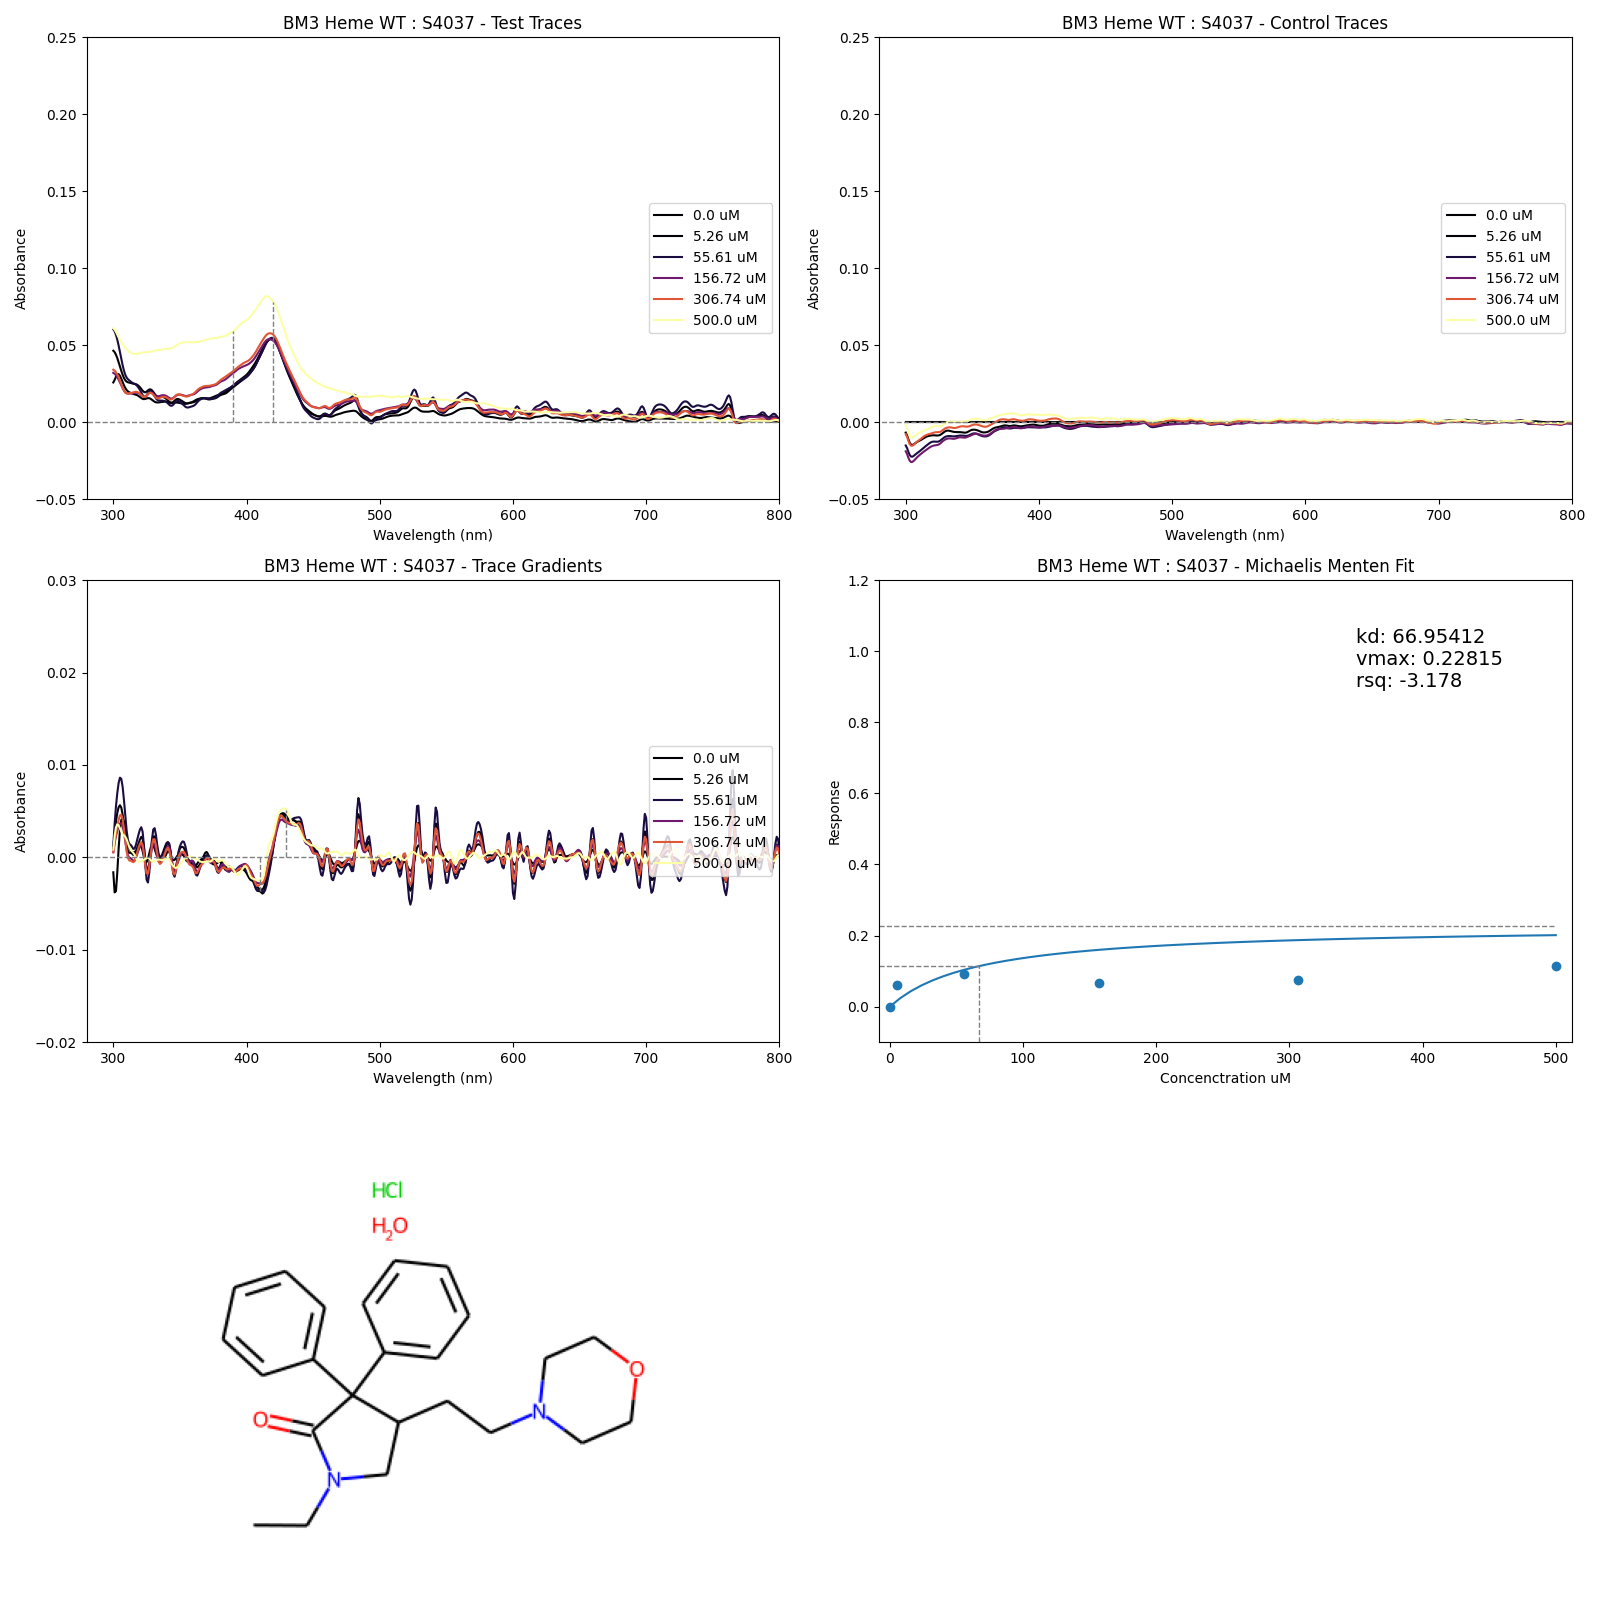 BM3 Heme WT : S4037 - Test Traces
0.25
0.20
0.15
0.10
0.05
0.00
−0.05
Absorbance
300
400
500
600
700
800
Wavelength (nm)
0.0 uM
5.26 uM
55.61 uM
156.72 uM
306.74 uM
500.0 uM
BM3 Heme WT : S4037 - Control Traces
0.25
0.20
0.15
0.10
0.05
0.00
−0.05
Absorbance
300
400
500
600
700
800
Wavelength (nm)
0.0 uM
5.26 uM
55.61 uM
156.72 uM
306.74 uM
500.0 uM
BM3 Heme WT : S4037 - Trace Gradients
0.03
0.02
0.01
0.00
−0.01
−0.02
Absorbance
300
400
500
600
700
800
Wavelength (nm)
0.0 uM
5.26 uM
55.61 uM
156.72 uM
306.74 uM
500.0 uM
BM3 Heme WT : S4037 - Michaelis Menten Fit
1.2
1.0
0.8
0.6
0.4
0.2
0.0
Response
0
100
200
300
400
500
Concenctration uM
kd: 66.95412
vmax: 0.22815
rsq: -3.178
HCl
H2O
O
N
N
O